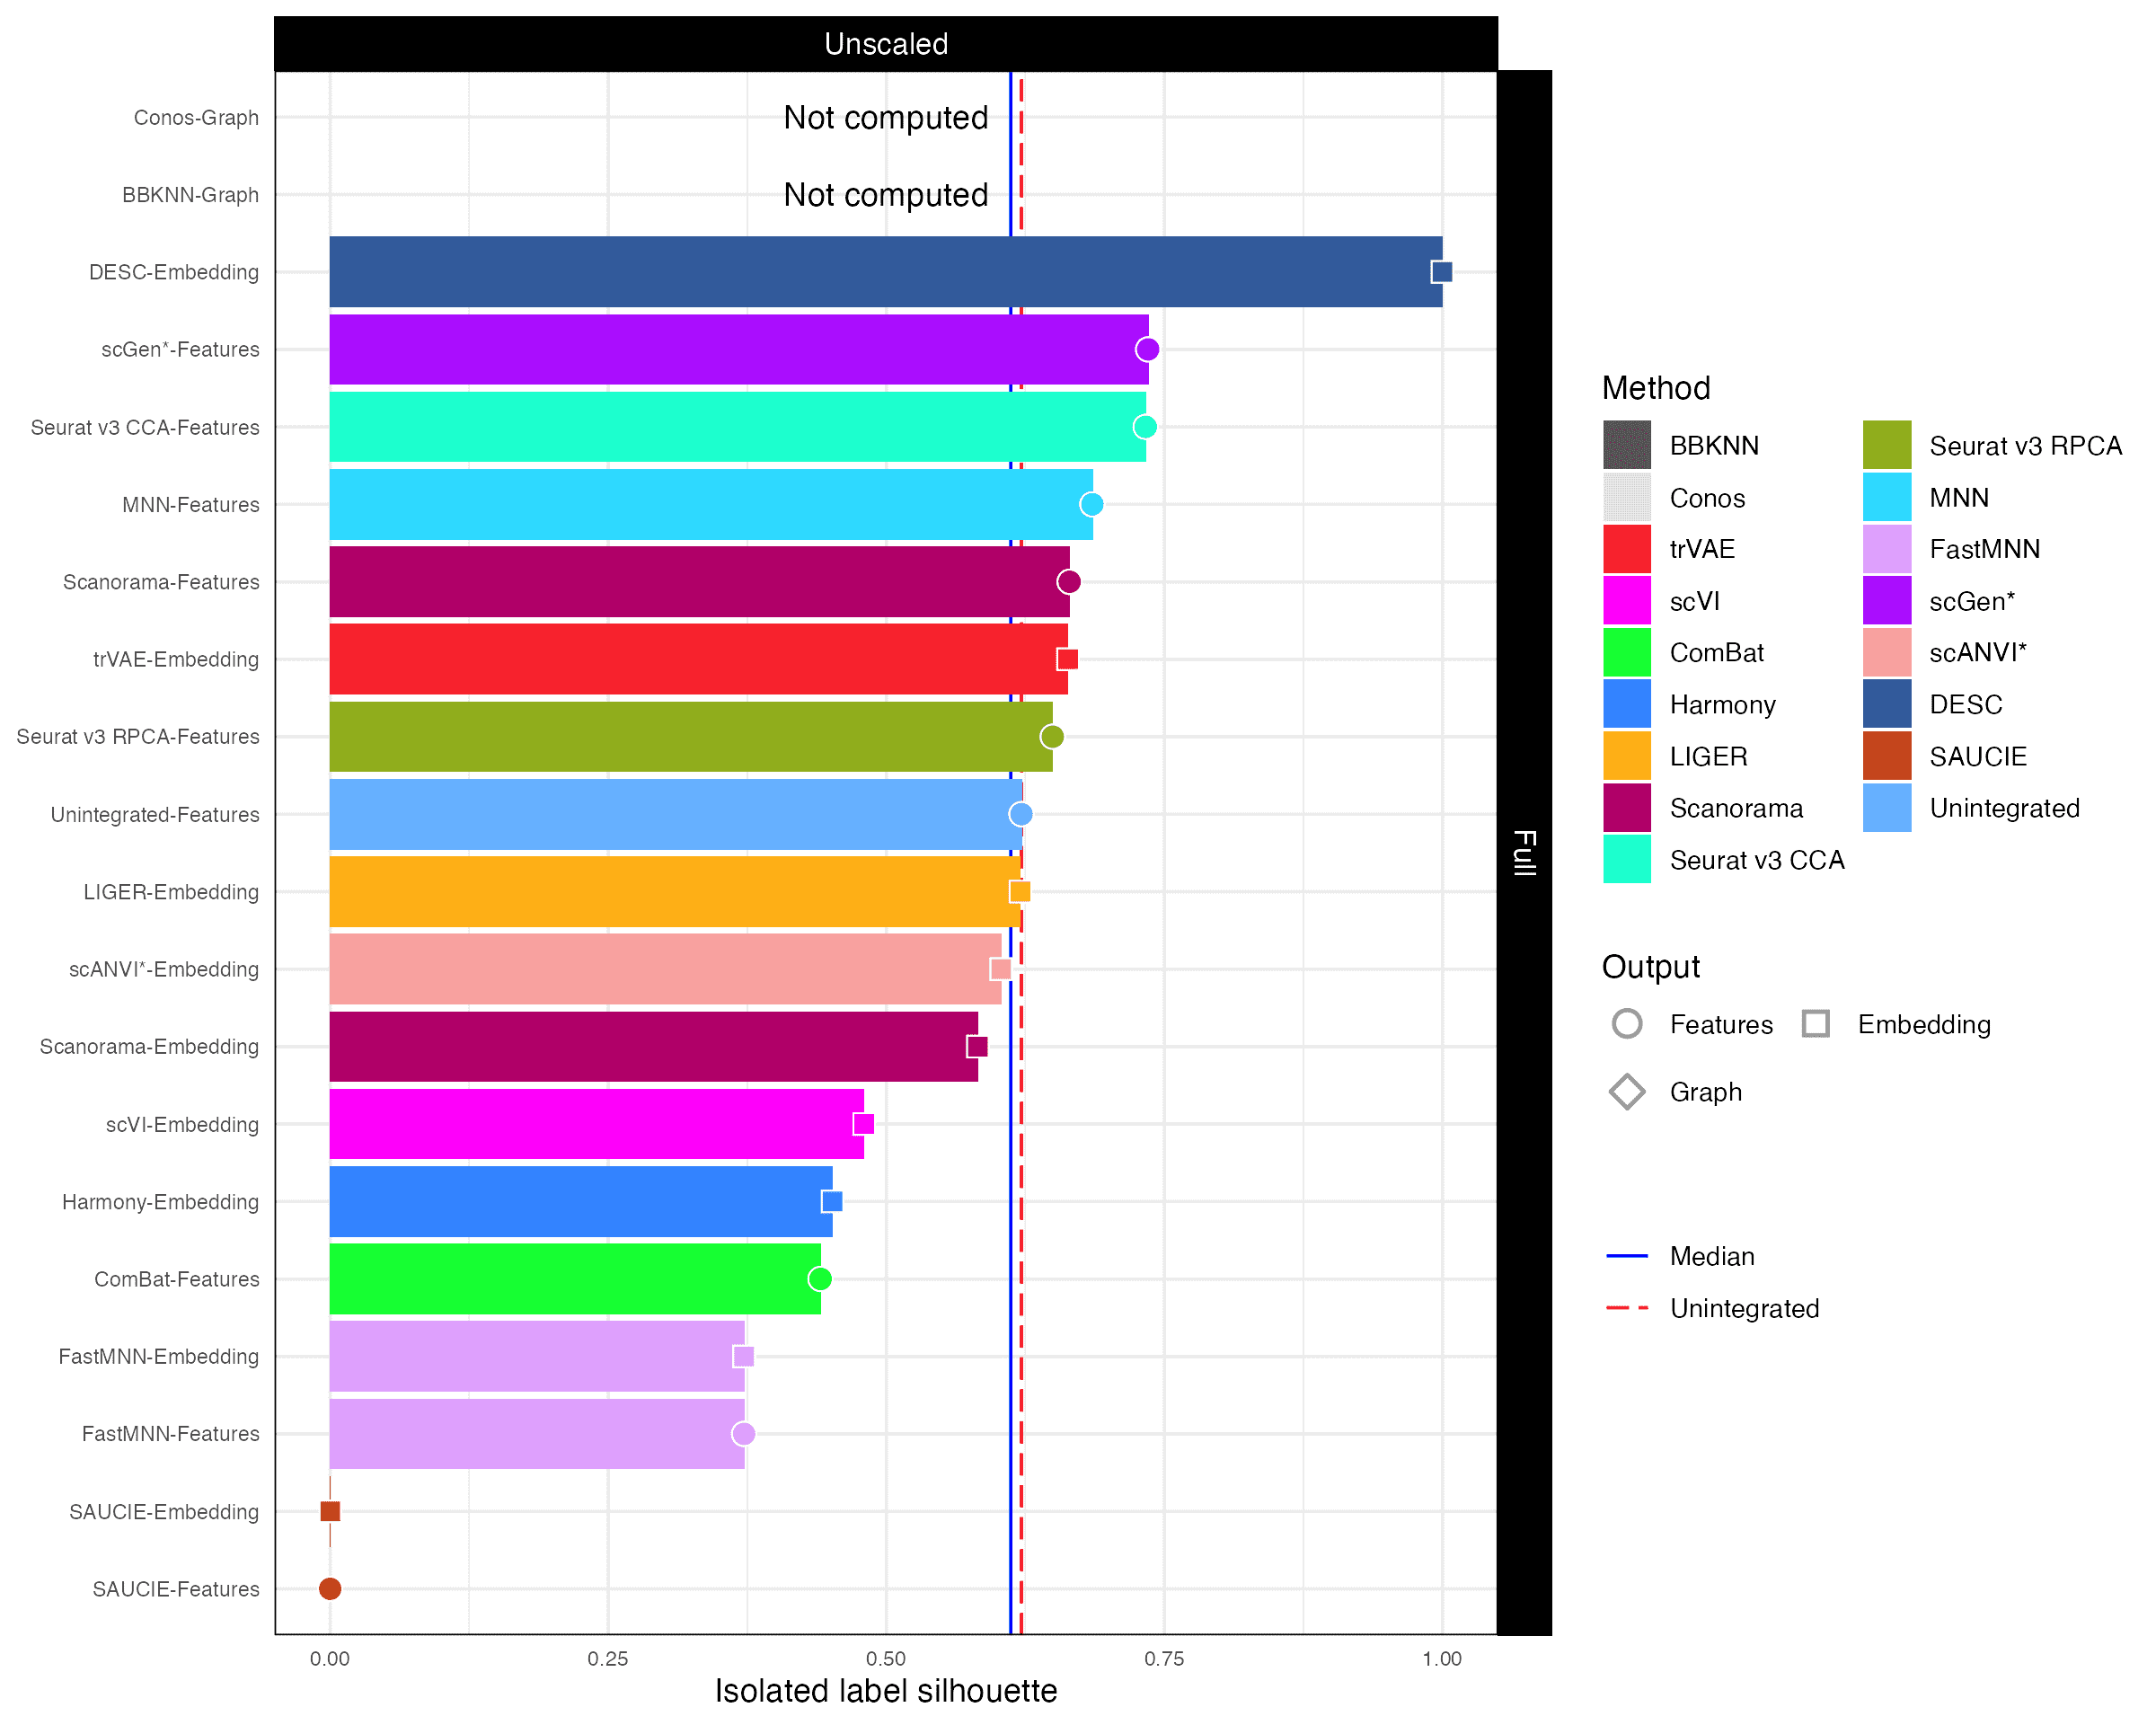 Unscaled
Conos-Graph
Not computed
BBKNN-Graph
Not computed
DESC-Embedding
scGen*-Features
Seurat v3 CCA-Features
MNN-Features
Scanorama-Features
trVAE-Embedding
Seurat v3 RPCA-Features
Unintegrated-Features
LIGER-Embedding
scANVI*-Embedding
Scanorama-Embedding
scVI-Embedding
Harmony-Embedding
ComBat-Features
FastMNN-Embedding
FastMNN-Features
SAUCIE-Embedding
SAUCIE-Features
0.00 0.25 0.50 0.75 1.00
Isolated label silhouette
Full
Method
BBKNN
Conos
trVAE
scVI
ComBat
Harmony
LIGER
Scanorama
Seurat v3 CCA
Seurat v3 RPCA
MNN
FastMNN
scGen*
scANVI*
DESC
SAUCIE
Unintegrated
Output
Features Embedding
Graph
Median
Unintegrated